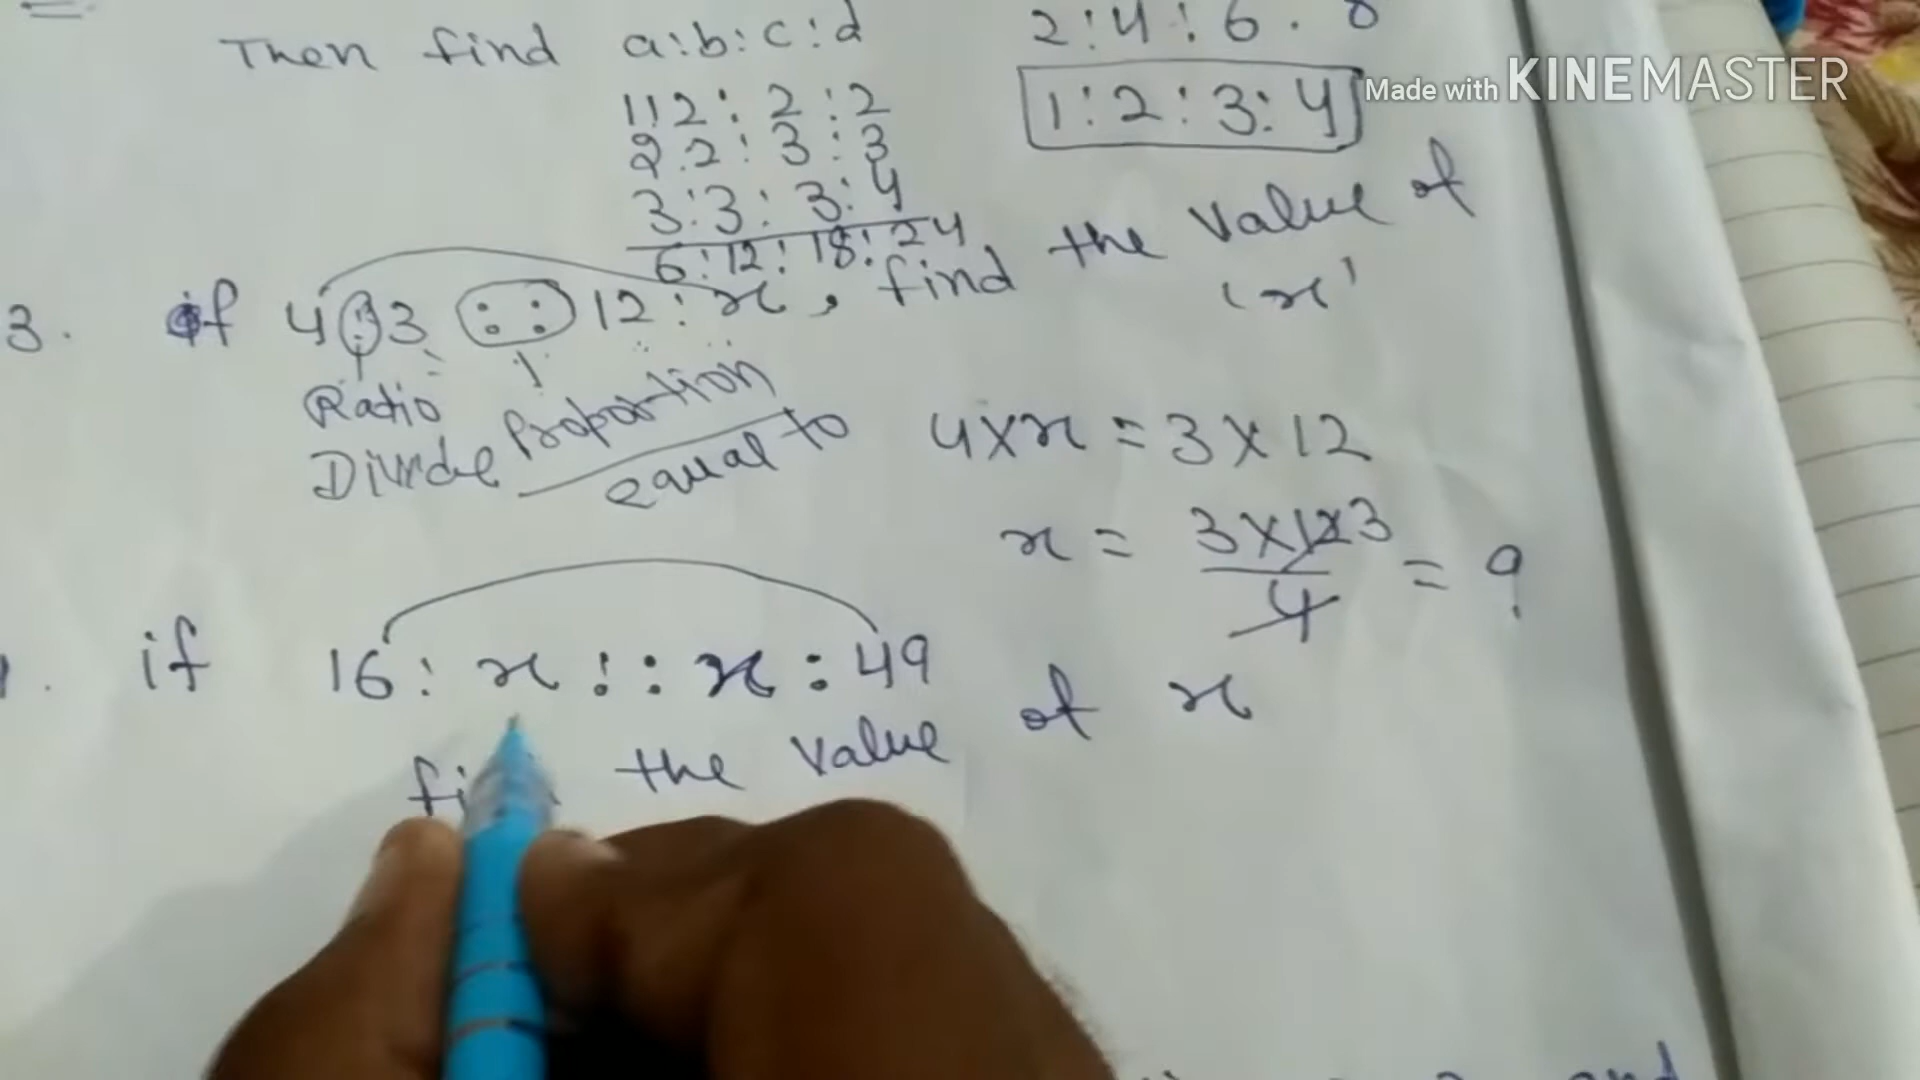 Then find a:b:c:d
1:2:2:2
2:2:3:3
3:3:3:4
6:12:18:24
2:4:6:8
1:2:3:4
Made with KINEMASTER
3. if 4:3 :: 12:x, find the value of
'x'
Ratio
Divide
Proportion
equal to
4×x = 3×12
x = 3×12 3 / 4 = 9
if 16:x::x:49
the value of x
and